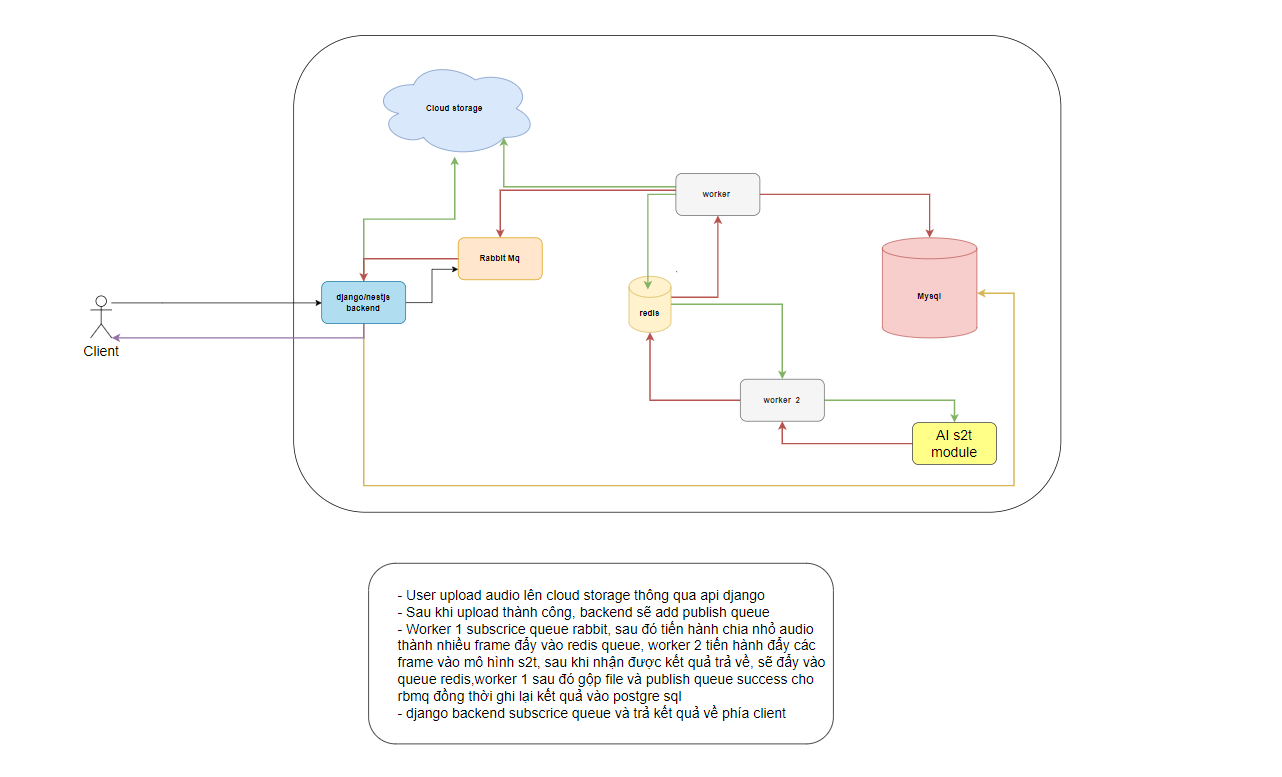 Cloud storage
worker
Rabbit Mq
django/nestjs
backend
redis
Mysql
Client
worker 2
AI s2t
module
- User upload audio lên cloud storage thông qua api django
- Sau khi upload thành công, backend sẽ add publish queue
- Worker 1 subscrice queue rabbit, sau đó tiến hành chia nhỏ audio
thành nhiều frame đẩy vào redis queue, worker 2 tiến hành đẩy các
frame vào mô hình s2t, sau khi nhận được kết quả trả về, sẽ đẩy vào
queue redis,worker 1 sau đó gộp file và publish queue success cho
rbmq đồng thời ghi lại kết quả vào postgre sql
- django backend subscrice queue và trả kết quả về phía client